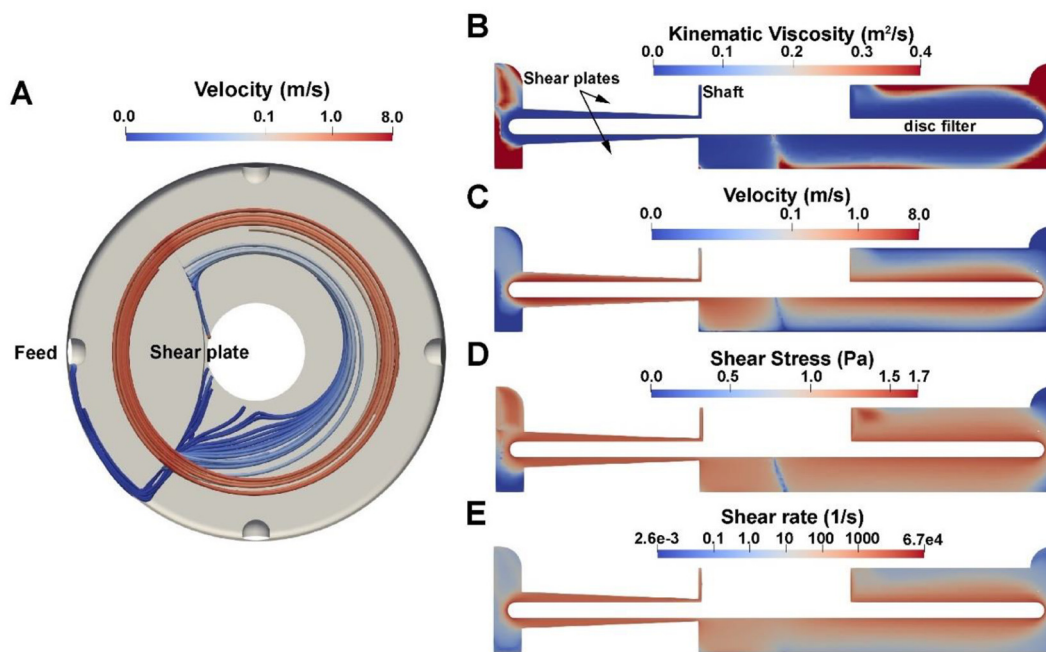 A
Velocity (m/s)
0.0 0.1 1.0 8.0
Feed
Shear plate
B
Kinematic Viscosity (m²/s)
0.0 0.1 0.2 0.3 0.4
Shear plates
Shaft
disc filter
C
Velocity (m/s)
0.0 0.1 1.0 8.0
D
Shear Stress (Pa)
0.0 0.5 1.0 1.5 1.7
E
Shear rate (1/s)
2.6e-3 0.1 1.0 10 100 1000 6.7e4